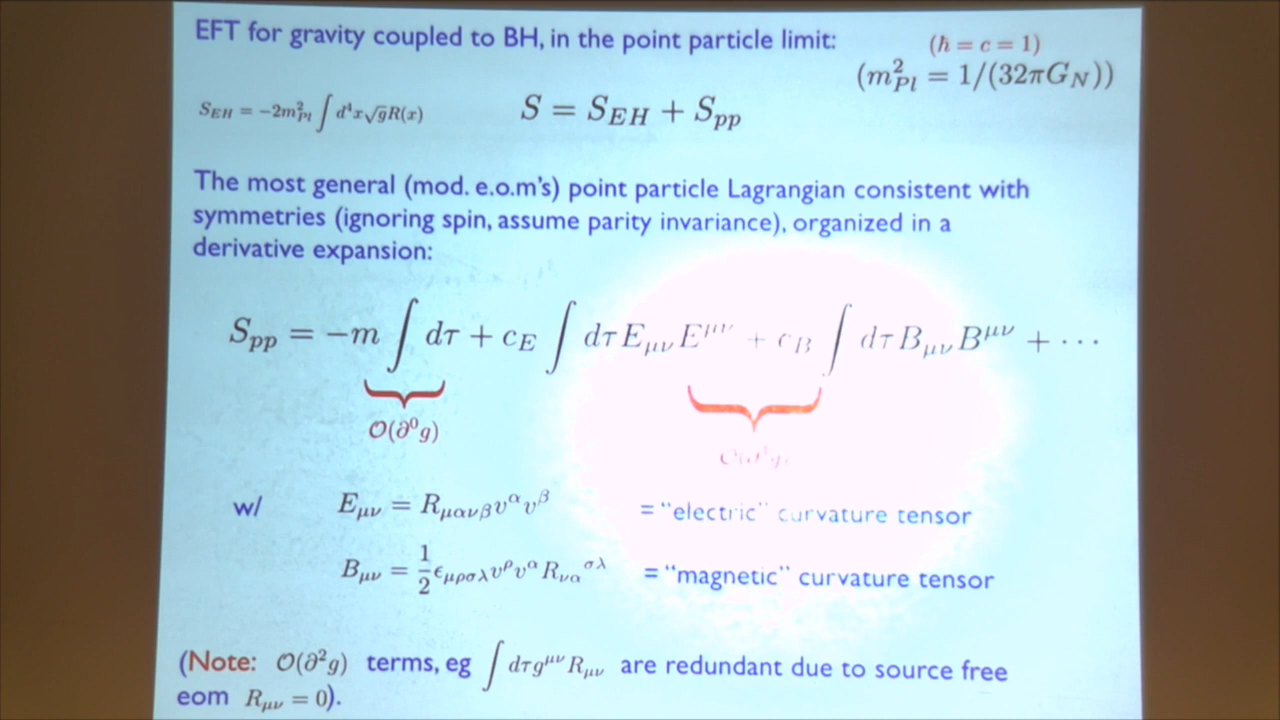 EFT for gravity coupled to BH, in the point particle limit:
(ħ = c = 1)
(m²_Pl = 1/(32πG_N))
S_EH = −2m²_Pl ∫ d⁴x√gR(x)
S = S_EH + S_pp
The most general (mod. e.o.m's) point particle Lagrangian consistent with
symmetries (ignoring spin, assume parity invariance), organized in a
derivative expansion:
S_pp = −m ∫ dτ + c_E ∫ dτ E_μν E^μν + c_B ∫ dτ B_μν B^μν + ···
O(∂⁰g)
w/ E_μν = R_μανβ v^α v^β = "electric" curvature tensor
B_μν = 1/2 ε_μρσλ v^ρ v^α R_να^σλ = "magnetic" curvature tensor
(Note: O(∂²g) terms, eg ∫ dτ g^μν R_μν are redundant due to source free
eom R_μν = 0).